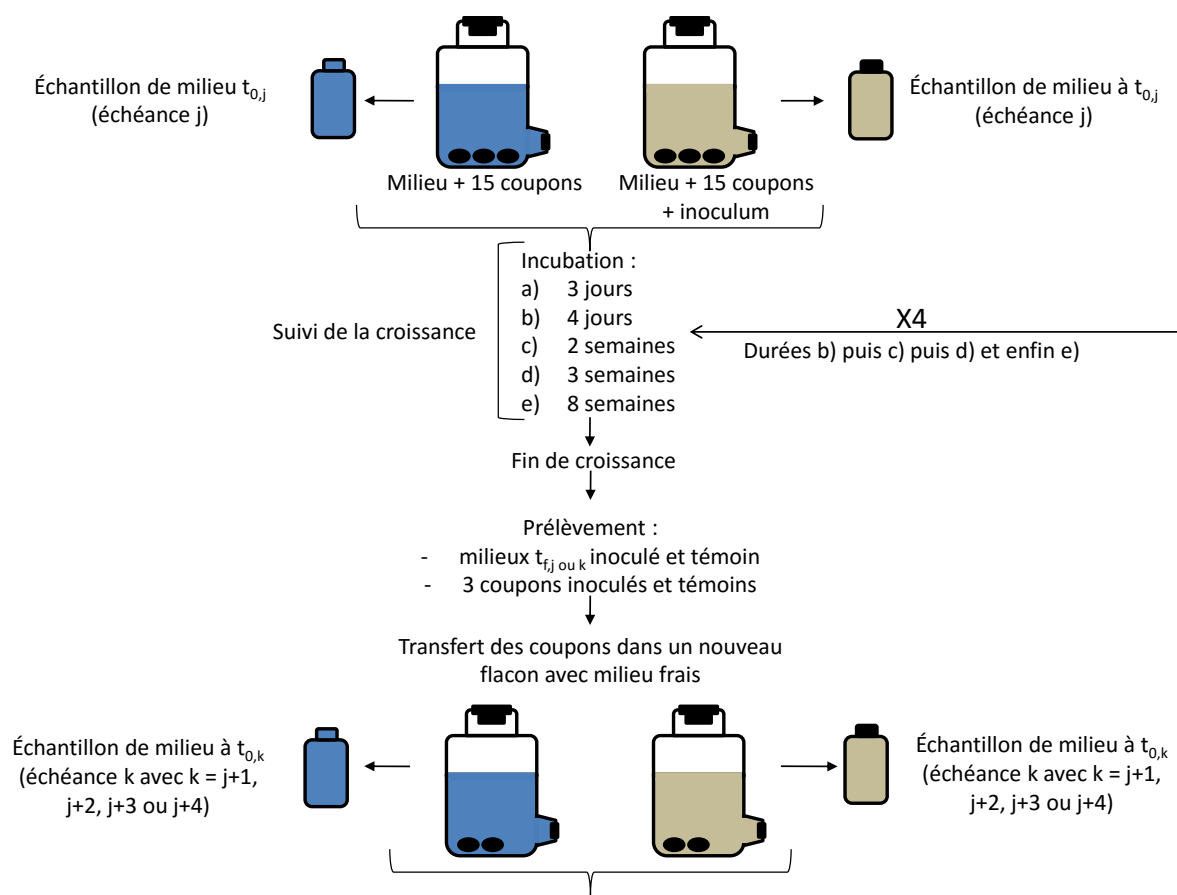 Échantillon de milieu t0,j
(échéance j)
Échantillon de milieu à t0,j
(échéance j)
Milieu + 15 coupons
Milieu + 15 coupons
+ inoculum
Suivi de la croissance
Incubation :
a) 3 jours
b) 4 jours
c) 2 semaines
d) 3 semaines
e) 8 semaines
X4
Durées b) puis c) puis d) et enfin e)
Fin de croissance
Prélèvement :
- milieux tf,j ou k inoculé et témoin
- 3 coupons inoculés et témoins
Transfert des coupons dans un nouveau
flacon avec milieu frais
Échantillon de milieu à t0,k
(échéance k avec k = j+1,
j+2, j+3 ou j+4)
Échantillon de milieu à t0,k
(échéance k avec k = j+1,
j+2, j+3 ou j+4)